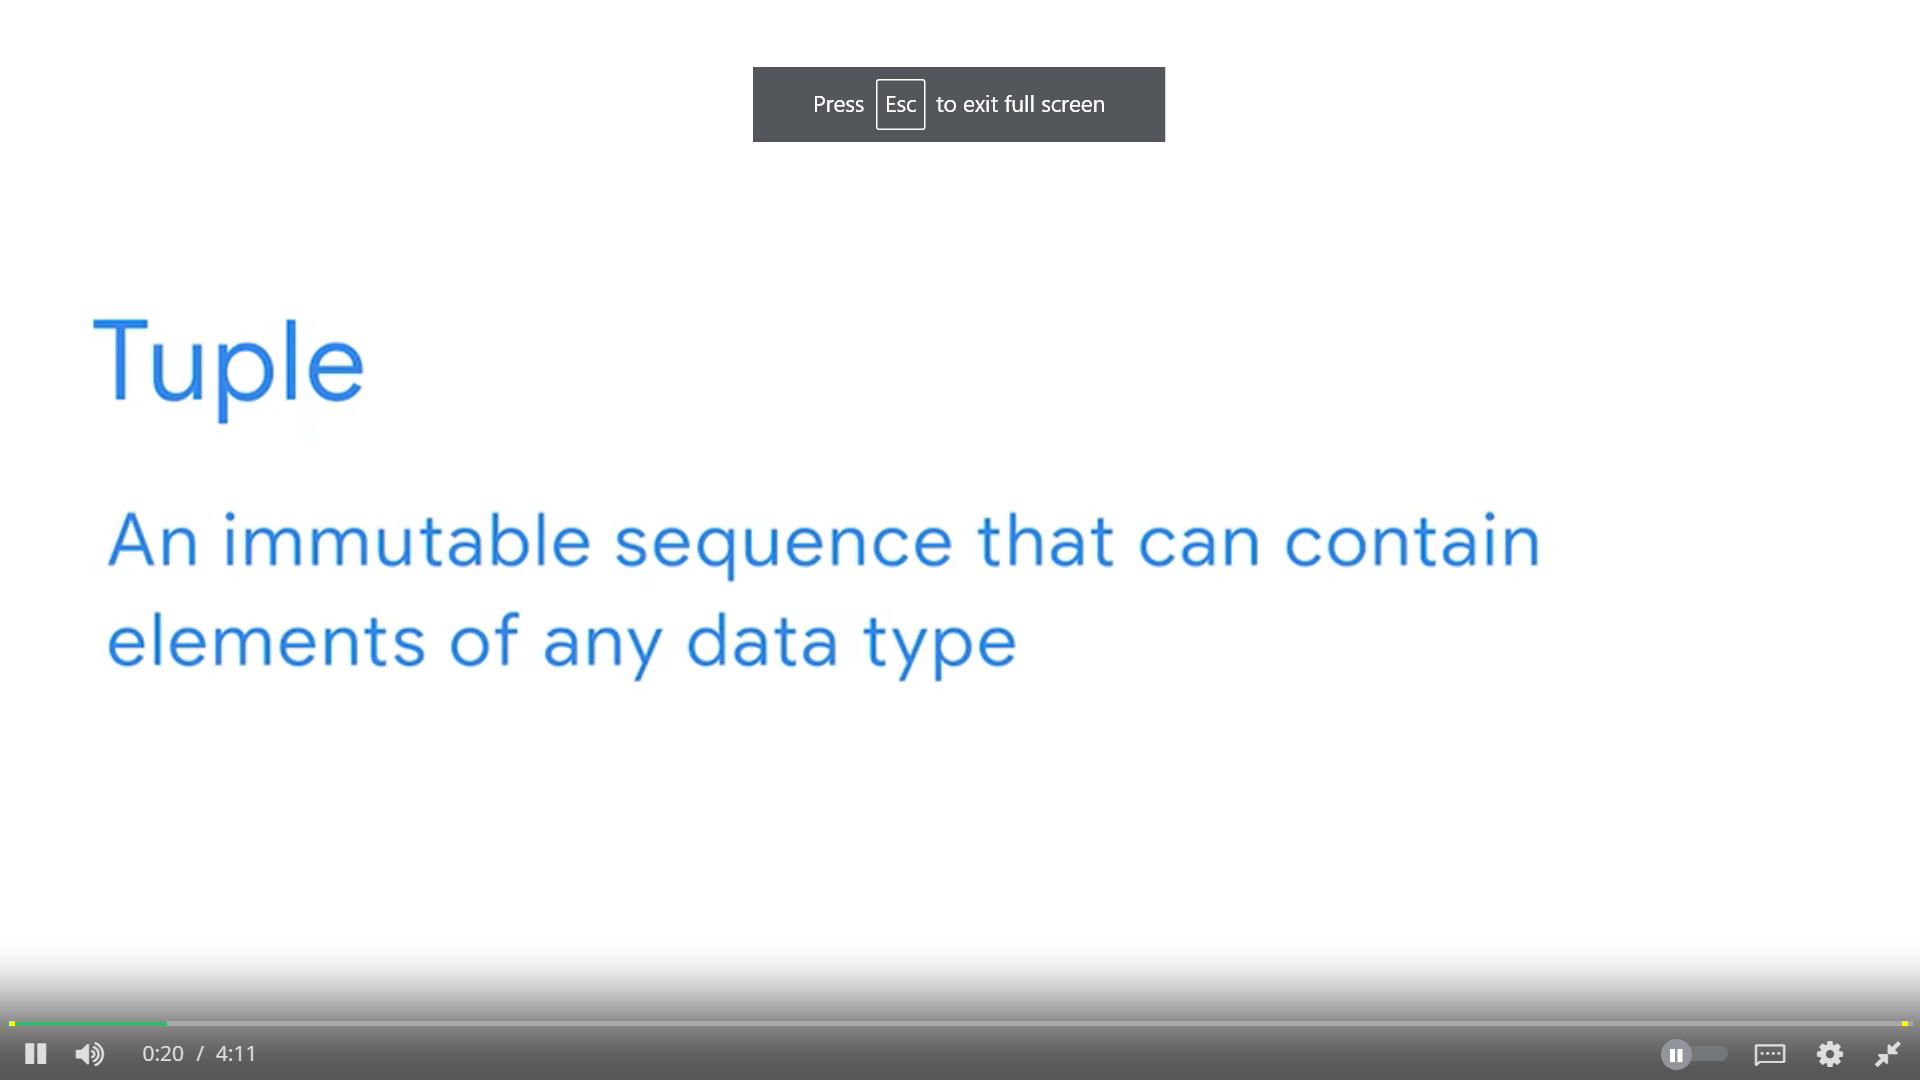 Press Esc to exit full screen
Tuple
An immutable sequence that can contain
elements of any data type
0:20 / 4:11